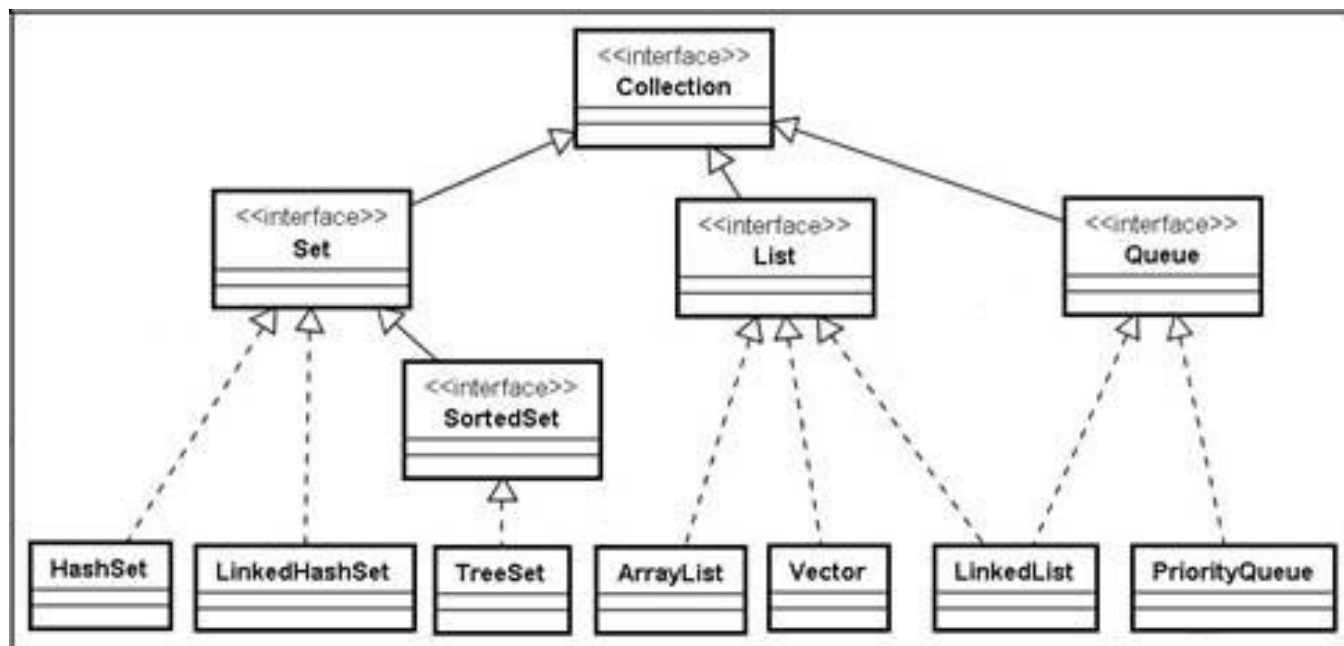 <<interface>>
Collection
<<interface>>
Set
<<interface>>
List
<<interface>>
Queue
<<interface>>
SortedSet
HashSet
LinkedHashSet
TreeSet
ArrayList
Vector
LinkedList
PriorityQueue